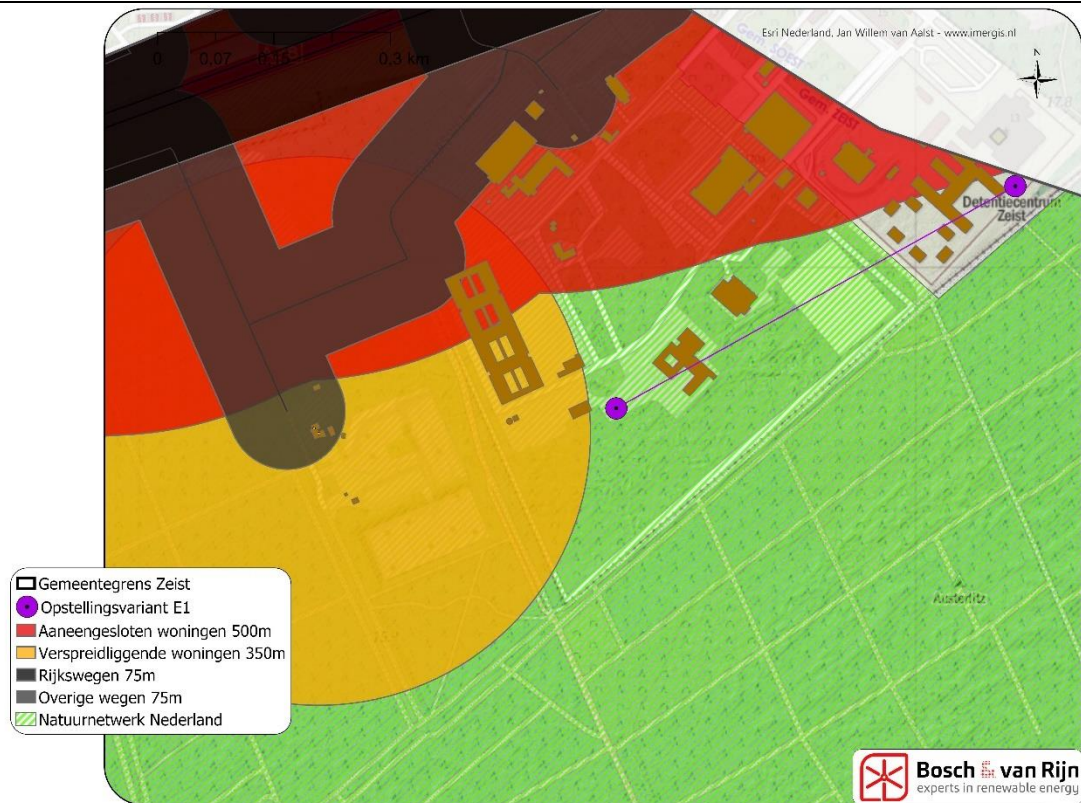 Esri Nederland, Jan Willem van Aalst - www.imergis.nl
0 0,07 0,15 0,3 km
N
Gem. SOEST
Gem. ZEIST
17.8
Detentiecentrum
Zeist
Austerlitz
Gemeentegrens Zeist
Opstellingsvariant E1
Aaneengesloten woningen 500m
Verspreidliggende woningen 350m
Rijkswegen 75m
Overige wegen 75m
Natuurnetwerk Nederland
Bosch & van Rijn
experts in renewable energy